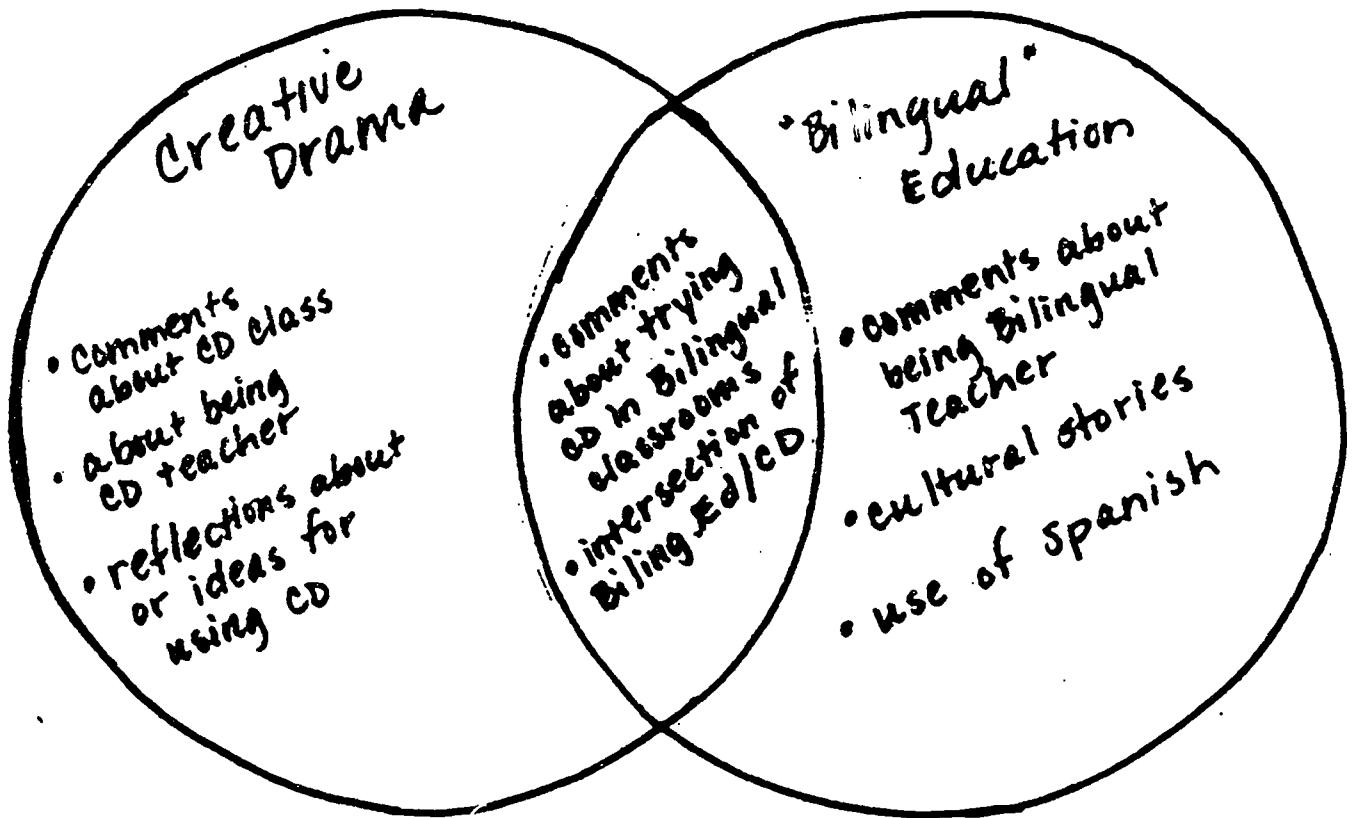 Creative
Drama
• comments
about CD class
• about being
CD teacher
• reflections about
or ideas for
using CD
• comments
about trying
CD in Bilingual
classrooms
• intersection of
Biling.Ed/CD
"Bilingual"
Education
• comments about
being Bilingual
Teacher
• cultural stories
• use of Spanish